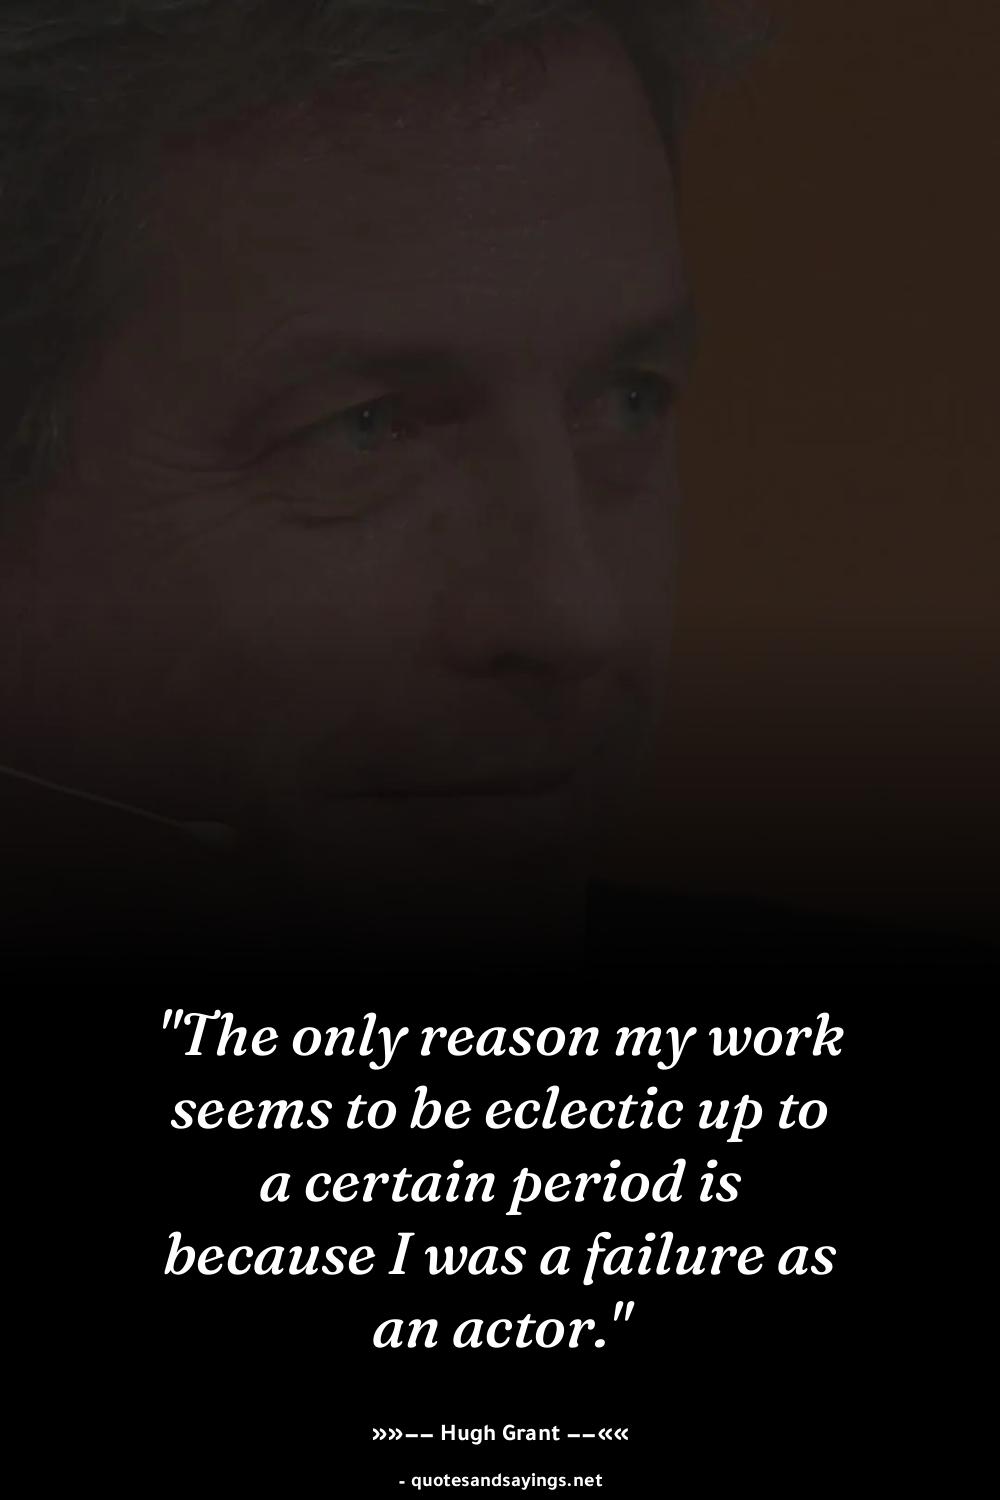 "The only reason my work
seems to be eclectic up to
a certain period is
because I was a failure as
an actor."
»»–– Hugh Grant ––««
- quotesandsayings.net